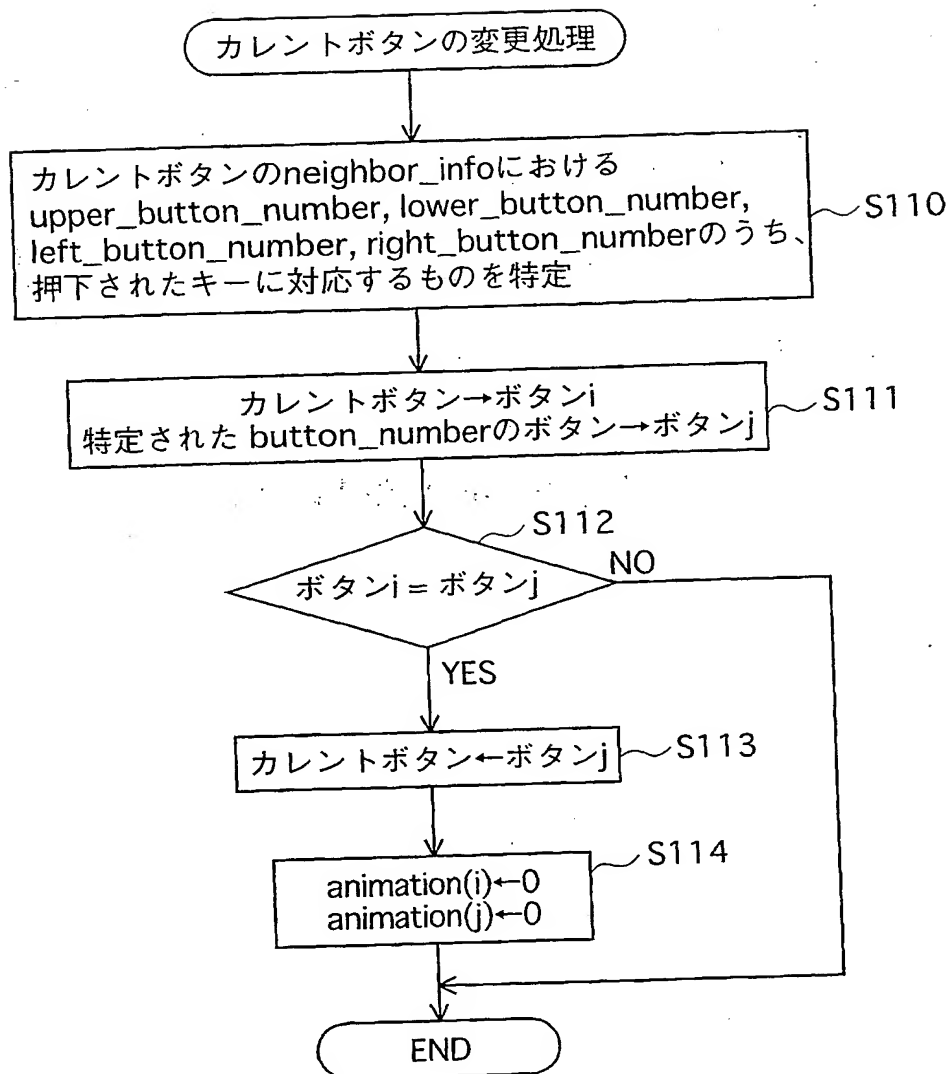 カレントボタンの変更処理
カレントボタンのneighbor_infoにおける
upper_button_number, lower_button_number,
left_button_number, right_button_numberのうち、
押下されたキーに対応するものを特定
S110
カレントボタン→ボタンi
特定された button_numberのボタン→ボタンj
S111
S112
ボタンi = ボタンj
NO
YES
カレントボタン←ボタンj
S113
S114
animation(i)←0
animation(j)←0
END